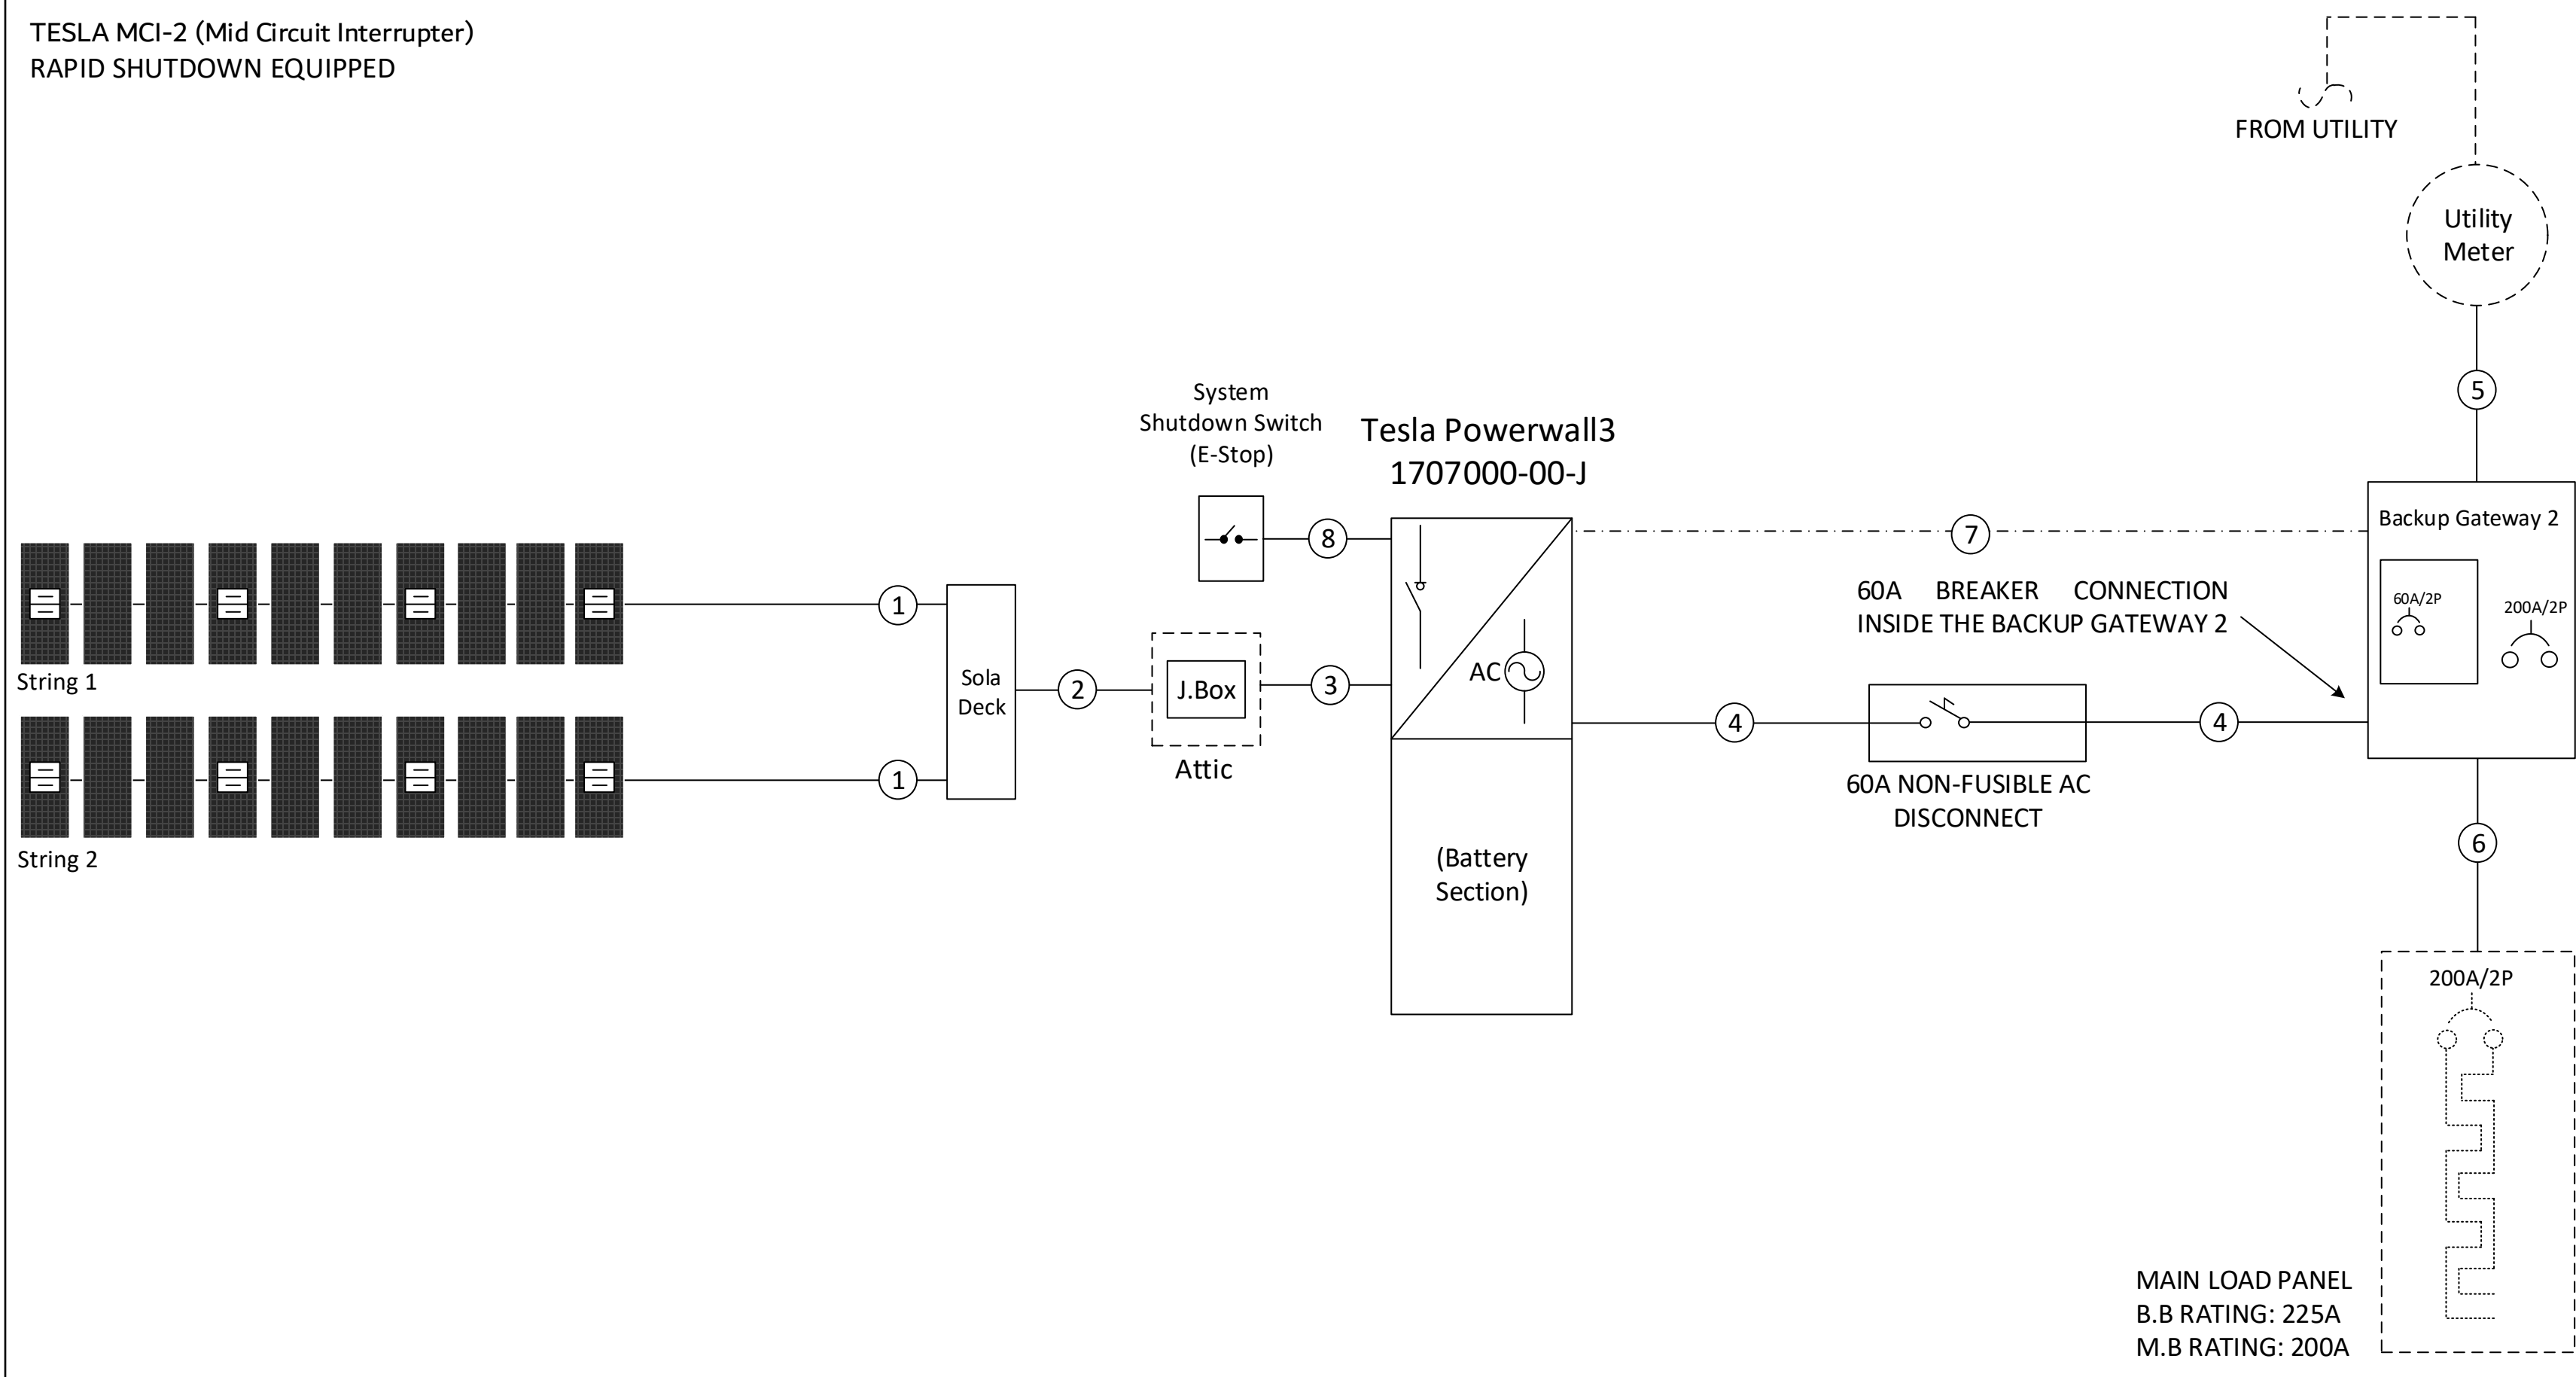 TESLA MCI-2 (Mid Circuit Interrupter)
RAPID SHUTDOWN EQUIPPED
FROM UTILITY
Utility
Meter
5
System
Shutdown Switch
(E-Stop)
Tesla Powerwall3
1707000-00-J
8
7
Backup Gateway 2
60A BREAKER CONNECTION
INSIDE THE BACKUP GATEWAY 2
60A/2P
200A/2P
1
String 1
Sola
Deck
2
J.Box
Attic
3
AC
4
4
60A NON-FUSIBLE AC
DISCONNECT
1
String 2
(Battery
Section)
6
200A/2P
MAIN LOAD PANEL
B.B RATING: 225A
M.B RATING: 200A